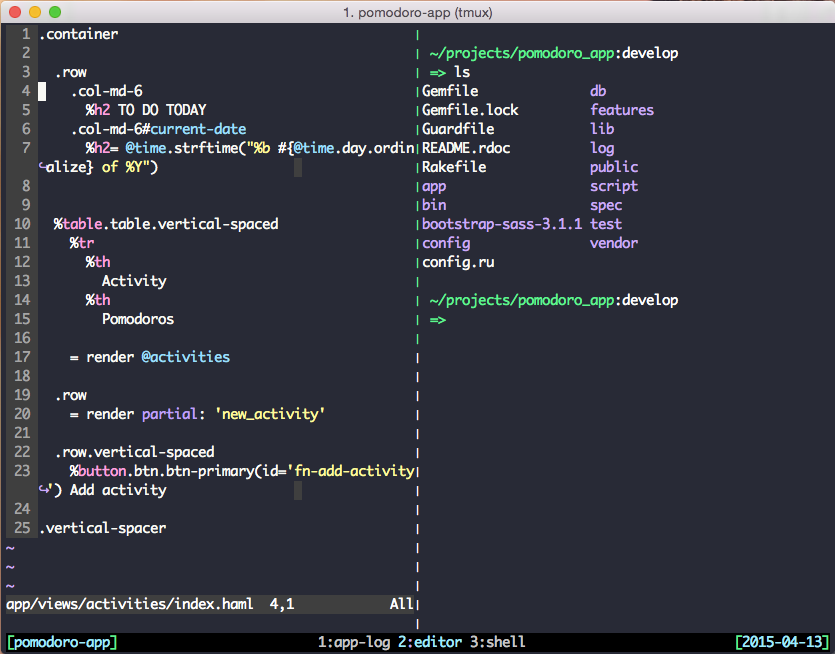 1. pomodoro-app (tmux)
1 .container
2
3 .row
4 .col-md-6
5 %h2 TO DO TODAY
6 .col-md-6#current-date
7 %h2= @time.strftime("%b #{@time.day.ordin
↪alize} of %Y")
8
9
10 %table.table.vertical-spaced
11 %tr
12 %th
13 Activity
14 %th
15 Pomodoros
16
17 = render @activities
18
19 .row
20 = render partial: 'new_activity'
21
22 .row.vertical-spaced
23 %button.btn.btn-primary(id='fn-add-activity
↪') Add activity
24
25 .vertical-spacer
~
~
~
app/views/activities/index.haml 4,1 All
~/projects/pomodoro_app:develop
=> ls
Gemfile db
Gemfile.lock features
Guardfile lib
README.rdoc log
Rakefile public
app script
bin spec
bootstrap-sass-3.1.1 test
config vendor
config.ru
~/projects/pomodoro_app:develop
=>
[pomodoro-app] 1:app-log 2:editor 3:shell [2015-04-13]